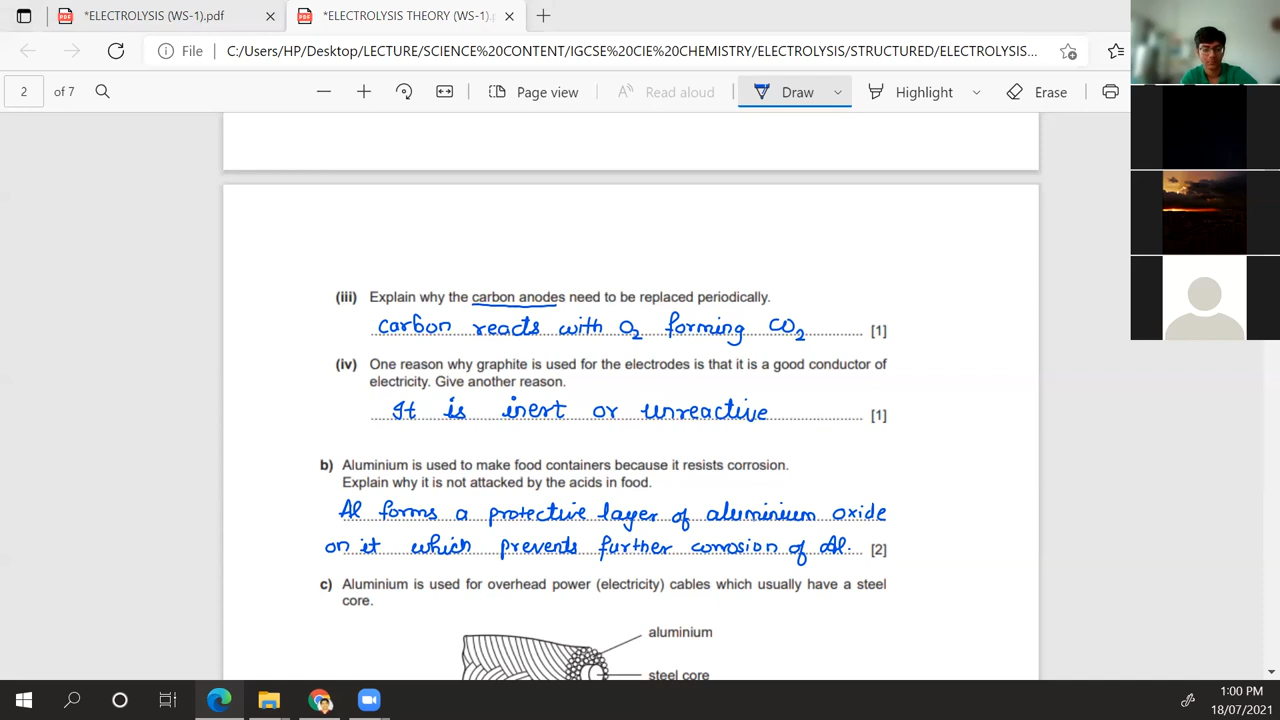 *ELECTROLYSIS (WS-1).pdf
*ELECTROLYSIS THEORY (WS-1).p
File
C:/Users/HP/Desktop/LECTURE/SCIENCE%20CONTENT/IGCSE%20CIE%20CHEMISTRY/ELECTROLYSIS/STRUCTURED/ELECTROLYSIS...
2 of 7
Page view
Read aloud
Draw
Highlight
Erase
(iii) Explain why the carbon anodes need to be replaced periodically.
carbon reacts with O2 forming CO2 [1]
(iv) One reason why graphite is used for the electrodes is that it is a good conductor of
electricity. Give another reason.
It is inert or unreactive [1]
b) Aluminium is used to make food containers because it resists corrosion.
Explain why it is not attacked by the acids in food.
Al forms a protective layer of aluminium oxide
on it which prevents further corrosion of Al. [2]
c) Aluminium is used for overhead power (electricity) cables which usually have a steel
core.
aluminium
steel core
1:00 PM
18/07/2021